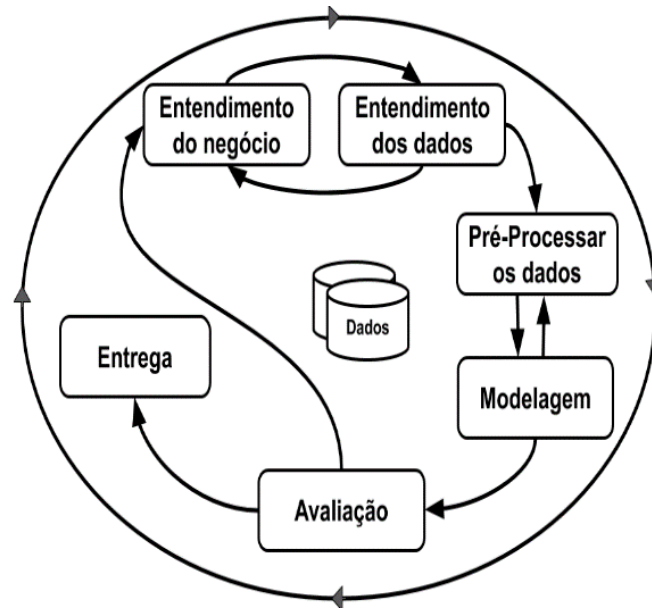 Entendimento
do negócio
Entendimento
dos dados
Pré-Processar
os dados
Dados
Entrega
Modelagem
Avaliação